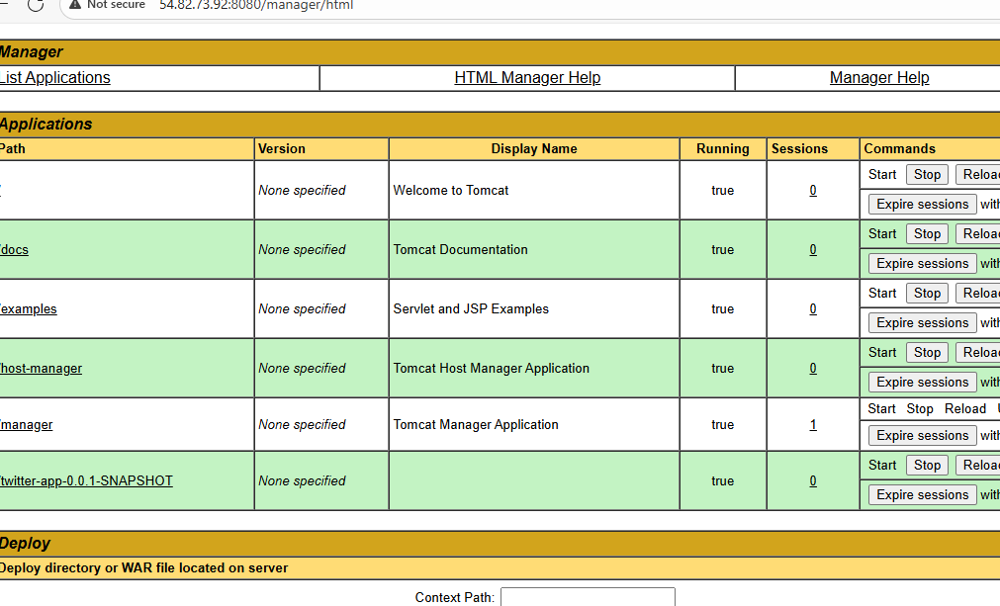 Not secure 54.82.73.92:8080/manager/html
Manager
List Applications HTML Manager Help Manager Help
Applications
Path Version Display Name Running Sessions Commands
/ None specified Welcome to Tomcat true 0 Start Stop Reload
Expire sessions with
/docs None specified Tomcat Documentation true 0 Start Stop Reload
Expire sessions with
/examples None specified Servlet and JSP Examples true 0 Start Stop Reload
Expire sessions with
/host-manager None specified Tomcat Host Manager Application true 0 Start Stop Reload
Expire sessions with
/manager None specified Tomcat Manager Application true 1 Start Stop Reload
Expire sessions with
/twitter-app-0.0.1-SNAPSHOT None specified true 0 Start Stop Reload
Expire sessions with
Deploy
Deploy directory or WAR file located on server
Context Path: